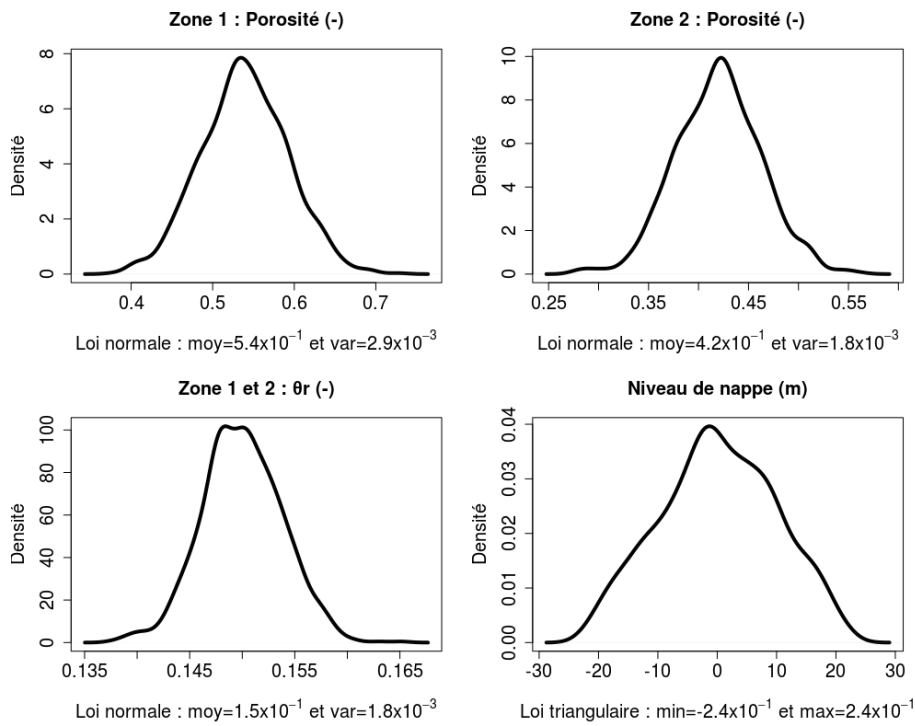 Zone 1 : Porosité (-)
Densité
8
6
4
2
0
0.4 0.5 0.6 0.7
Loi normale : moy=5.4x10⁻¹ et var=2.9x10⁻³
Zone 2 : Porosité (-)
Densité
10
8
6
4
2
0
0.25 0.35 0.45 0.55
Loi normale : moy=4.2x10⁻¹ et var=1.8x10⁻³
Zone 1 et 2 : θr (-)
Densité
100
80
60
40
20
0
0.135 0.145 0.155 0.165
Loi normale : moy=1.5x10⁻¹ et var=1.8x10⁻³
Niveau de nappe (m)
Densité
0.04
0.03
0.02
0.01
0.00
-30 -20 -10 0 10 20 30
Loi triangulaire : min=-2.4x10⁻¹ et max=2.4x10⁻¹